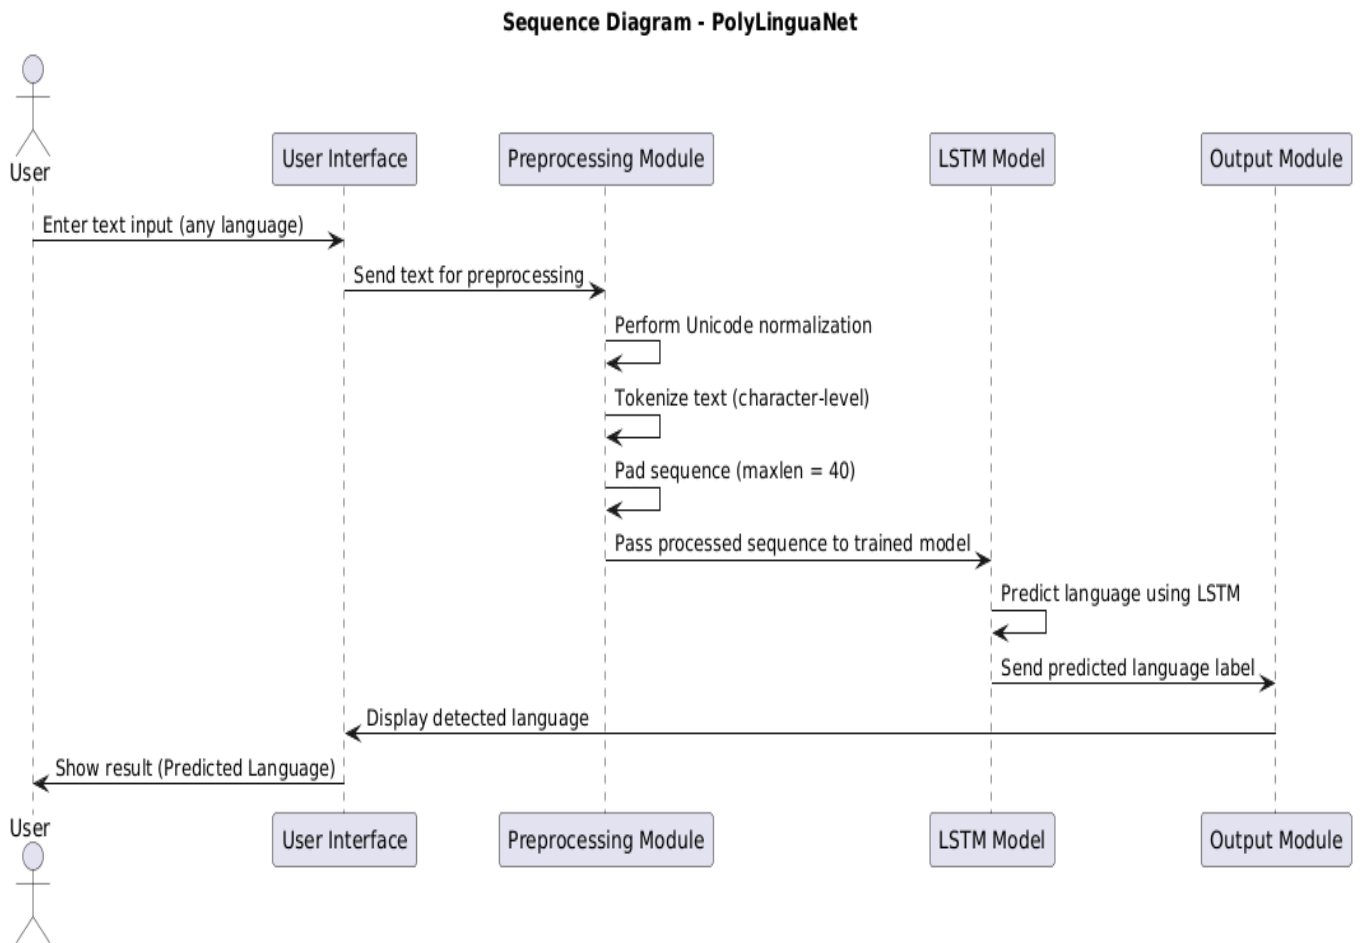 Sequence Diagram - PolyLinguaNet
User
User Interface
Preprocessing Module
LSTM Model
Output Module
Enter text input (any language)
Send text for preprocessing
Perform Unicode normalization
Tokenize text (character-level)
Pad sequence (maxlen = 40)
Pass processed sequence to trained model
Predict language using LSTM
Send predicted language label
Display detected language
Show result (Predicted Language)
User
User Interface
Preprocessing Module
LSTM Model
Output Module